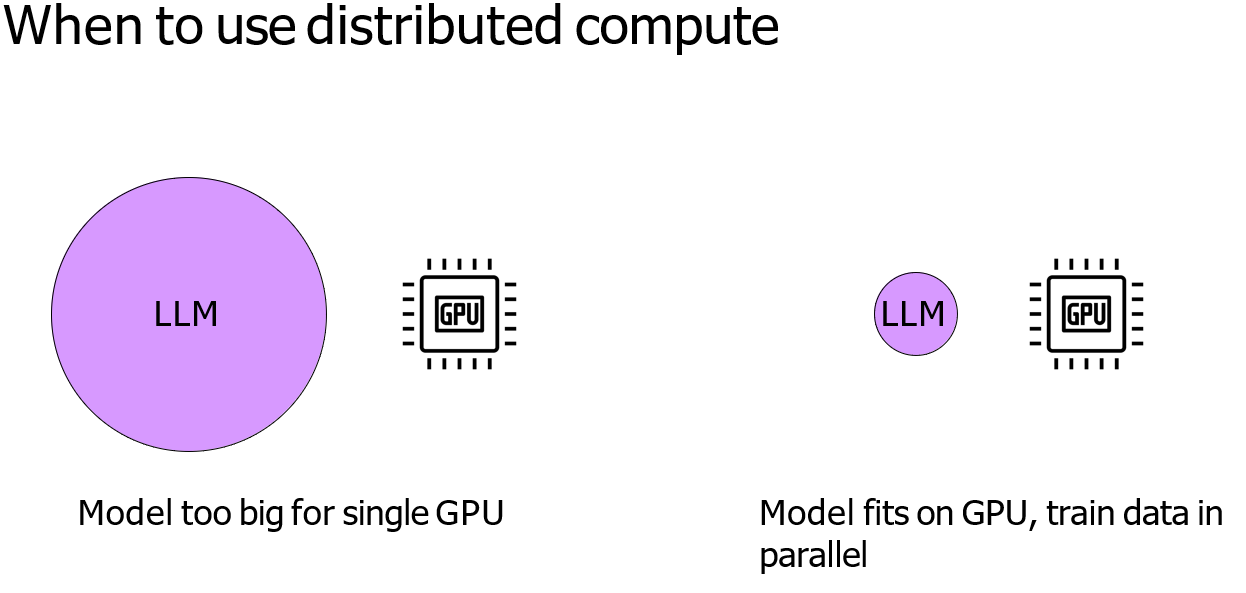 When to use distributed compute
LLM
GPU
LLM
GPU
Model too big for single GPU
Model fits on GPU, train data in
parallel